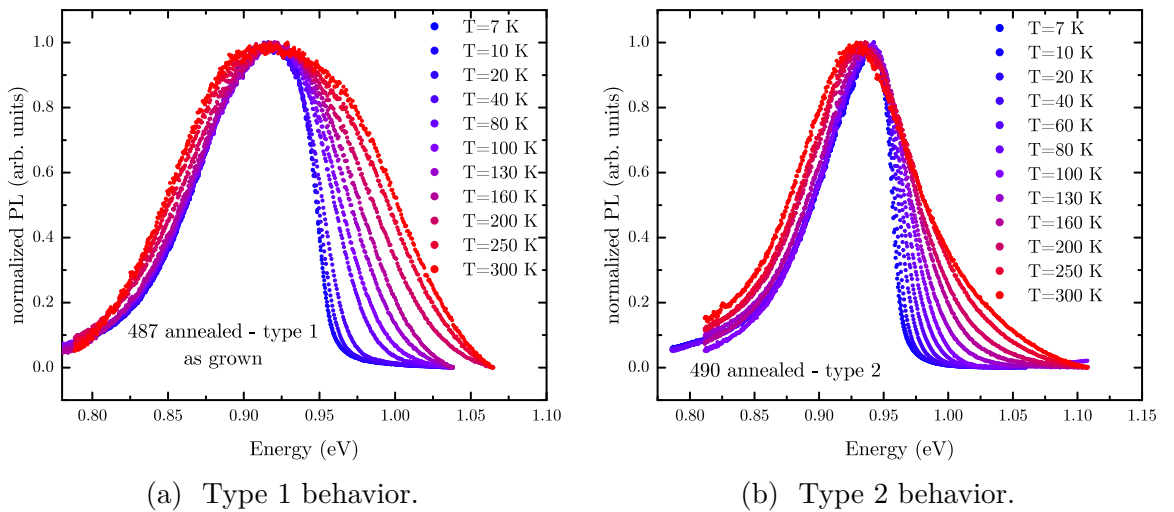 normalized PL (arb. units)
1.0
0.8
0.6
0.4
0.2
0.0
T=7 K
T=10 K
T=20 K
T=40 K
T=80 K
T=100 K
T=130 K
T=160 K
T=200 K
T=250 K
T=300 K
487 annealed - type 1
as grown
0.80 0.85 0.90 0.95 1.00 1.05 1.10
Energy (eV)
(a) Type 1 behavior.
normalized PL (arb. units)
1.0
0.8
0.6
0.4
0.2
0.0
T=7 K
T=10 K
T=20 K
T=40 K
T=60 K
T=80 K
T=100 K
T=130 K
T=160 K
T=200 K
T=250 K
T=300 K
490 annealed - type 2
0.80 0.85 0.90 0.95 1.00 1.05 1.10 1.15
Energy (eV)
(b) Type 2 behavior.